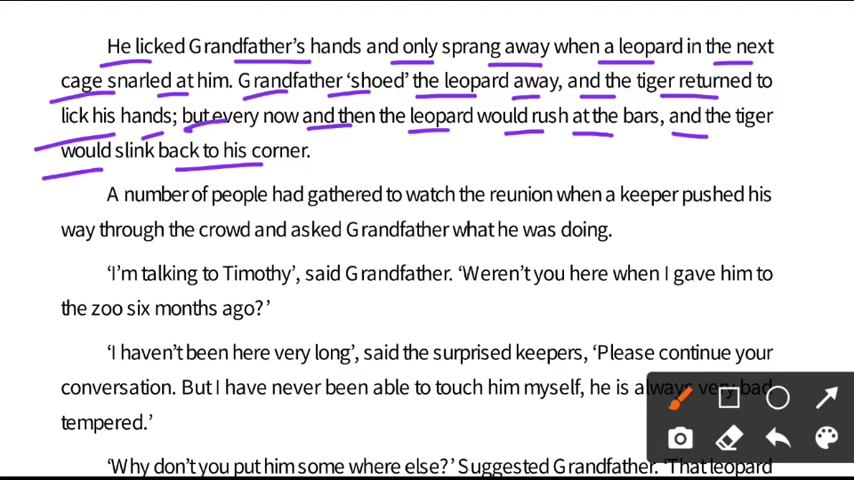 He licked Grandfather's hands and only sprang away when a leopard in the next
cage snarled at him. Grandfather 'shoed' the leopard away, and the tiger returned to
lick his hands; but every now and then the leopard would rush at the bars, and the tiger
would slink back to his corner.
A number of people had gathered to watch the reunion when a keeper pushed his
way through the crowd and asked Grandfather what he was doing.
'I'm talking to Timothy', said Grandfather. 'Weren't you here when I gave him to
the zoo six months ago?'
'I haven't been here very long', said the surprised keepers, 'Please continue your
conversation. But I have never been able to touch him myself, he is always very bad
tempered.'
'Why don't you put him some where else?' Suggested Grandfather. 'That leopard